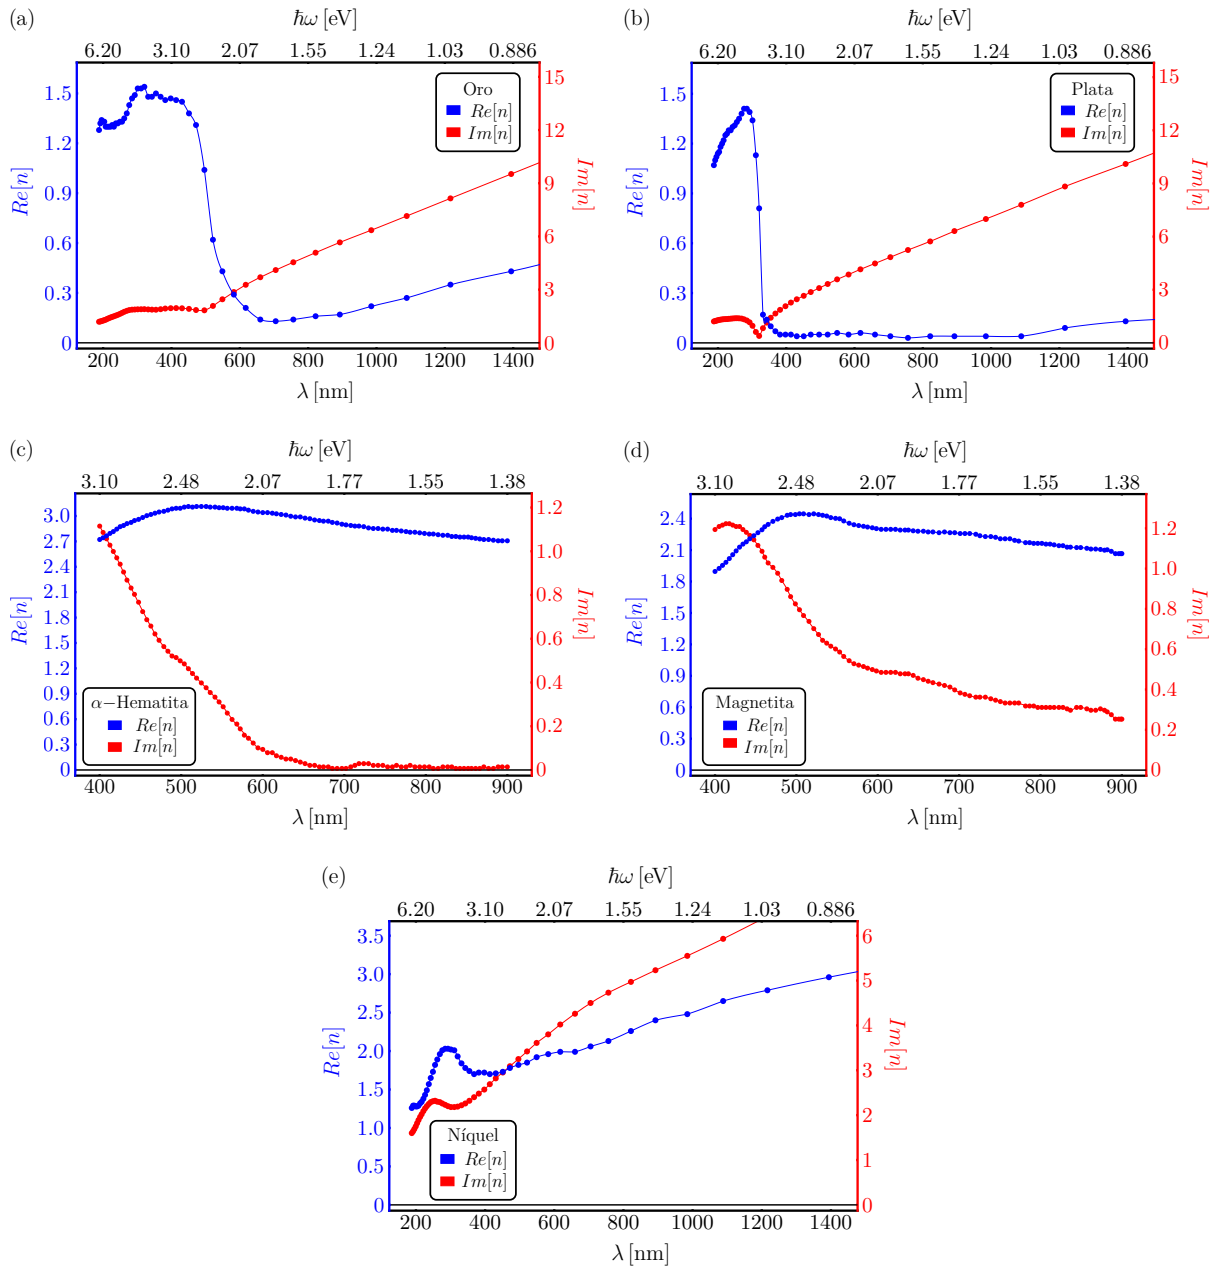 (a)
ħω [eV]
6.20 3.10 2.07 1.55 1.24 1.03 0.886
Re[n]
1.5
1.2
0.9
0.6
0.3
0
Oro
Re[n]
Im[n]
15
12
9
6
3
0
Im[n]
200 400 600 800 1000 1200 1400
λ [nm]
(b)
ħω [eV]
6.20 3.10 2.07 1.55 1.24 1.03 0.886
Re[n]
1.5
1.2
0.9
0.6
0.3
0
Plata
Re[n]
Im[n]
15
12
9
6
3
0
Im[n]
200 400 600 800 1000 1200 1400
λ [nm]
(c)
ħω [eV]
3.10 2.48 2.07 1.77 1.55 1.38
Re[n]
3.0
2.7
2.4
2.1
1.8
1.5
1.2
0.9
0.6
0.3
0
α−Hematita
Re[n]
Im[n]
1.2
1.0
0.8
0.6
0.4
0.2
0
Im[n]
400 500 600 700 800 900
λ [nm]
(d)
ħω [eV]
3.10 2.48 2.07 1.77 1.55 1.38
Re[n]
2.4
2.1
1.8
1.5
1.2
0.9
0.6
0.3
0
Magnetita
Re[n]
Im[n]
1.2
1.0
0.8
0.6
0.4
0.2
0
Im[n]
400 500 600 700 800 900
λ [nm]
(e)
ħω [eV]
6.20 3.10 2.07 1.55 1.24 1.03 0.886
Re[n]
3.5
3.0
2.5
2.0
1.5
1.0
0.5
0
Níquel
Re[n]
Im[n]
6
5
4
3
2
1
0
Im[n]
200 400 600 800 1000 1200 1400
λ [nm]